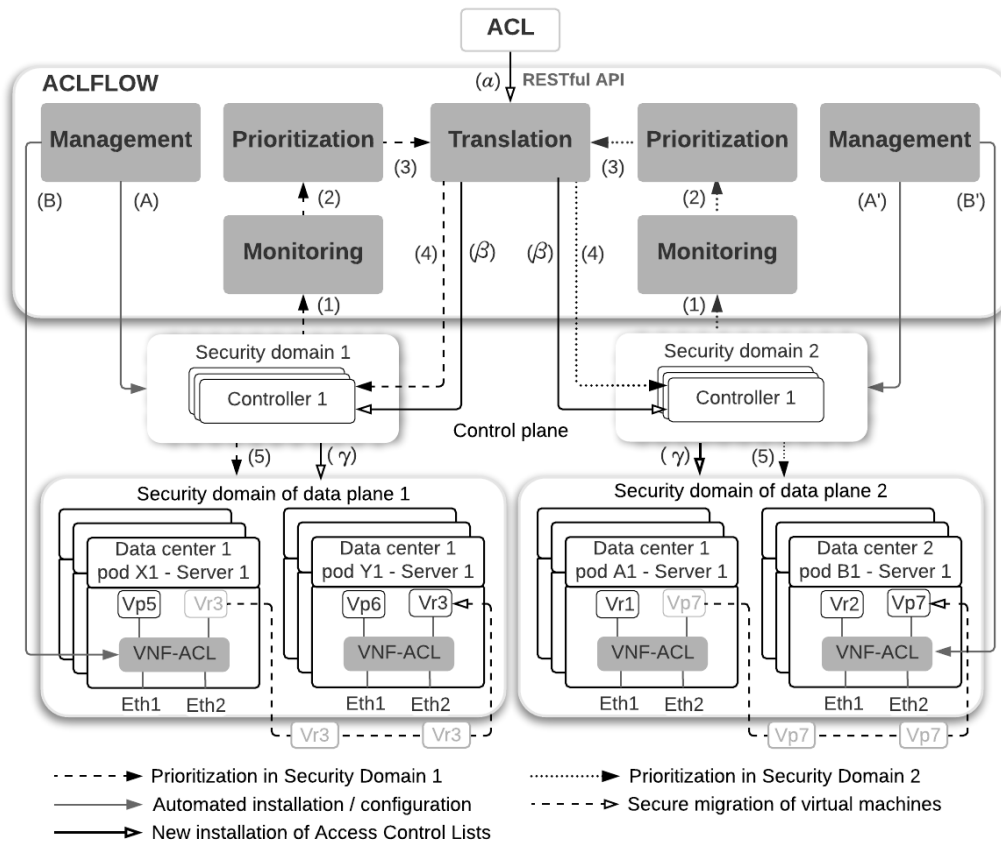 ACL
(α) RESTful API
ACLFLOW
Management
Prioritization
Translation
Prioritization
Management
(B)
(A)
(2)
(3)
(3)
(2)
(A')
(B')
Monitoring
(4)
(β)
(β)
(4)
Monitoring
(1)
(1)
Security domain 1
Controller 1
Security domain 2
Controller 1
Control plane
(5)
(γ)
(γ)
(5)
Security domain of data plane 1
Data center 1
pod X1 - Server 1
Vp5
Vr3
VNF-ACL
Eth1
Eth2
Data center 1
pod Y1 - Server 1
Vp6
Vr3
VNF-ACL
Eth1
Eth2
Vr3
Vr3
Security domain of data plane 2
Data center 1
pod A1 - Server 1
Vr1
Vp7
VNF-ACL
Eth1
Eth2
Data center 2
pod B1 - Server 1
Vr2
Vp7
VNF-ACL
Eth1
Eth2
Vp7
Vp7
Prioritization in Security Domain 1
Automated installation / configuration
New installation of Access Control Lists
Prioritization in Security Domain 2
Secure migration of virtual machines